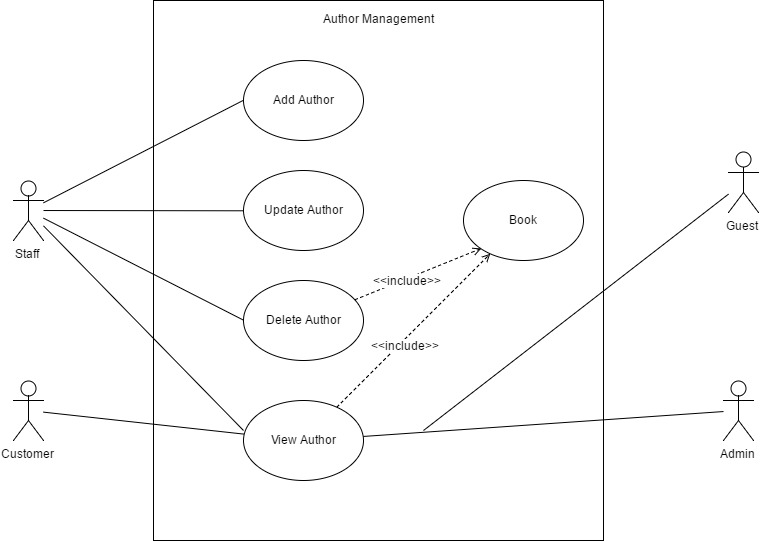 Author Management
Add Author
Update Author
Book
Guest
Staff
<<include>>
Delete Author
<<include>>
View Author
Customer
Admin